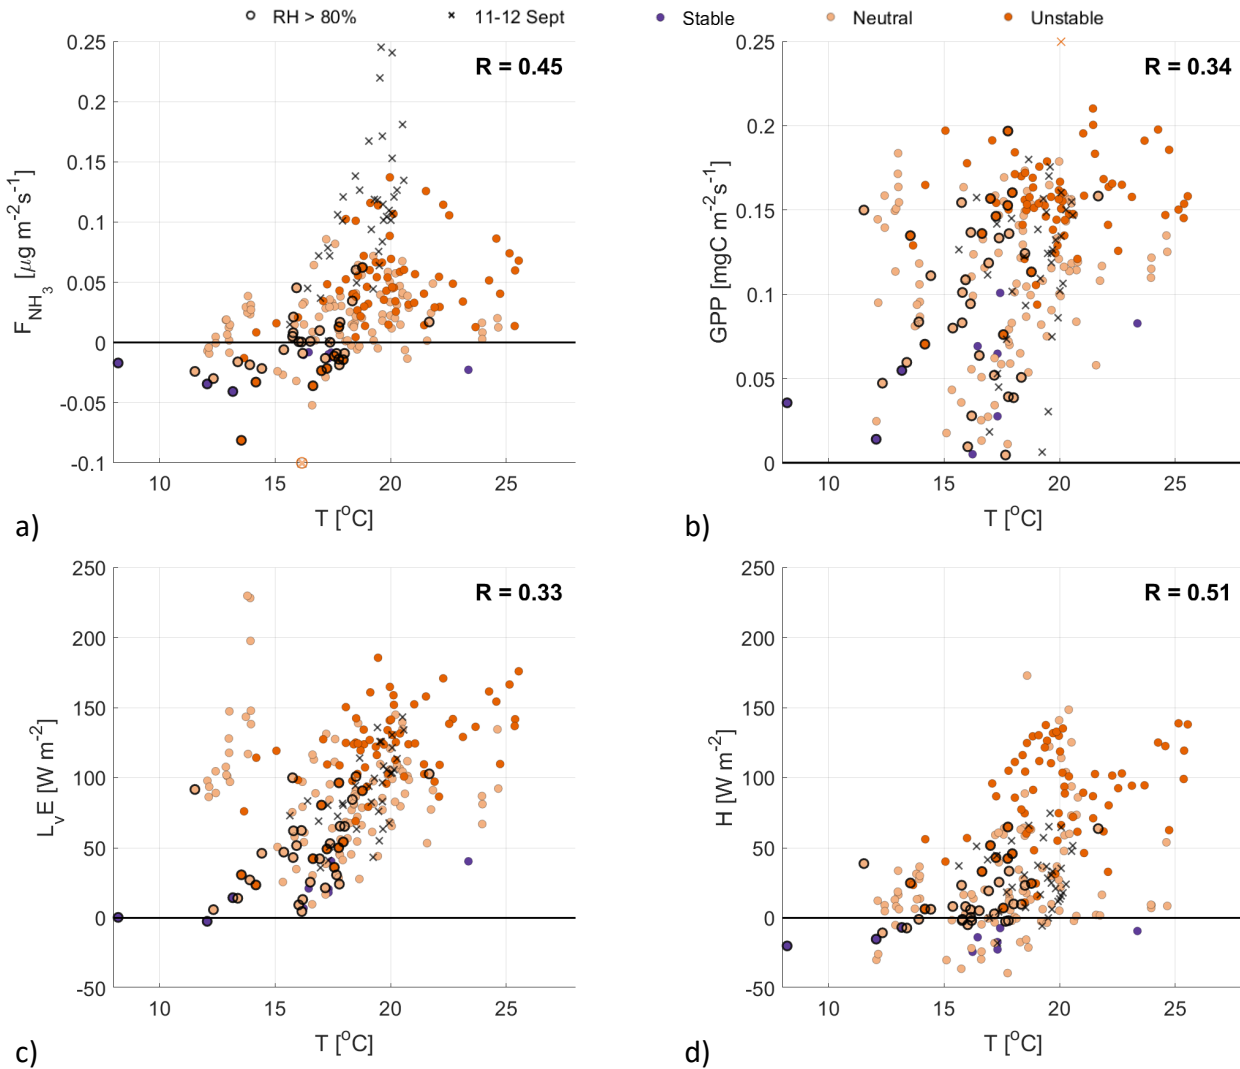 RH > 80%
11-12 Sept
Stable
Neutral
Unstable
a)
R = 0.45
0.25
0.2
0.15
0.1
0.05
0
-0.05
-0.1
F_NH3 [μg m⁻²s⁻¹]
10 15 20 25
T [°C]
b)
R = 0.34
0.25
0.2
0.15
0.1
0.05
0
GPP [mgC m⁻²s⁻¹]
10 15 20 25
T [°C]
c)
R = 0.33
250
200
150
100
50
0
-50
LvE [W m⁻²]
10 15 20 25
T [°C]
d)
R = 0.51
250
200
150
100
50
0
-50
H [W m⁻²]
10 15 20 25
T [°C]